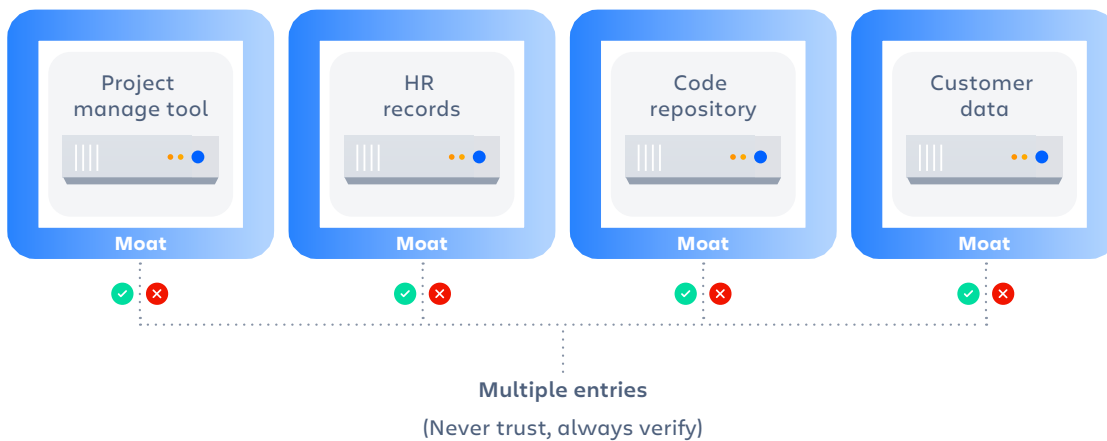 Project
manage tool
HR
records
Code
repository
Customer
data
Moat
Moat
Moat
Moat
Multiple entries
(Never trust, always verify)